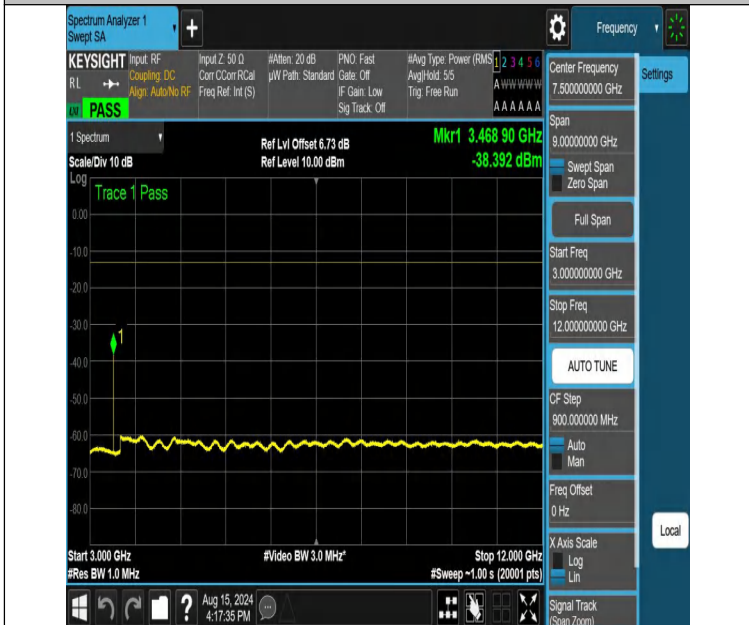 Spectrum Analyzer 1
Swept SA
+
Frequency
KEYSIGHT
RL
LXI
PASS
Input: RF
Coupling: DC
Align: Auto/No RF
Input Z: 50 Ω
Corr CCorr RCal
Freq Ref: Int (S)
#Atten: 20 dB
µW Path: Standard
PNO: Fast
Gate: Off
IF Gain: Low
Sig Track: Off
#Avg Type: Power (RMS
Avg|Hold: 5/5
Trig: Free Run
1 2 3 4 5 6
A W W W W W
A A A A A A
Center Frequency
7.50000000 GHz
Settings
Span
9.00000000 GHz
Swept Span
Zero Span
Full Span
Start Freq
3.000000000 GHz
Stop Freq
12.000000000 GHz
AUTO TUNE
CF Step
900.000000 MHz
Auto
Man
Freq Offset
0 Hz
X Axis Scale
Log
Lin
Signal Track
(Span Zoom)
Local
1 Spectrum
Scale/Div 10 dB
Ref Lvl Offset 6.73 dB
Ref Level 10.00 dBm
Mkr1 3.468 90 GHz
-38.392 dBm
Log
Trace 1 Pass
0.00
-10.0
-20.0
-30.0
1
-40.0
-50.0
-60.0
-70.0
-80.0
Start 3.000 GHz
#Res BW 1.0 MHz
#Video BW 3.0 MHz*
Stop 12.000 GHz
#Sweep ~1.00 s (20001 pts)
?
Aug 15, 2024
4:17:35 PM